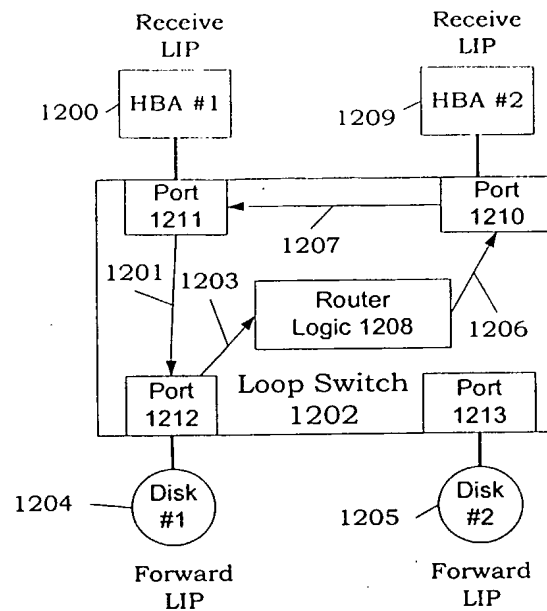 Receive
LIP
Receive
LIP
1200
HBA #1
1209
HBA #2
Port
1211
Port
1210
1207
1201
1203
Router
Logic 1208
1206
Port
1212
Loop Switch
1202
Port
1213
1204
Disk
#1
1205
Disk
#2
Forward
LIP
Forward
LIP